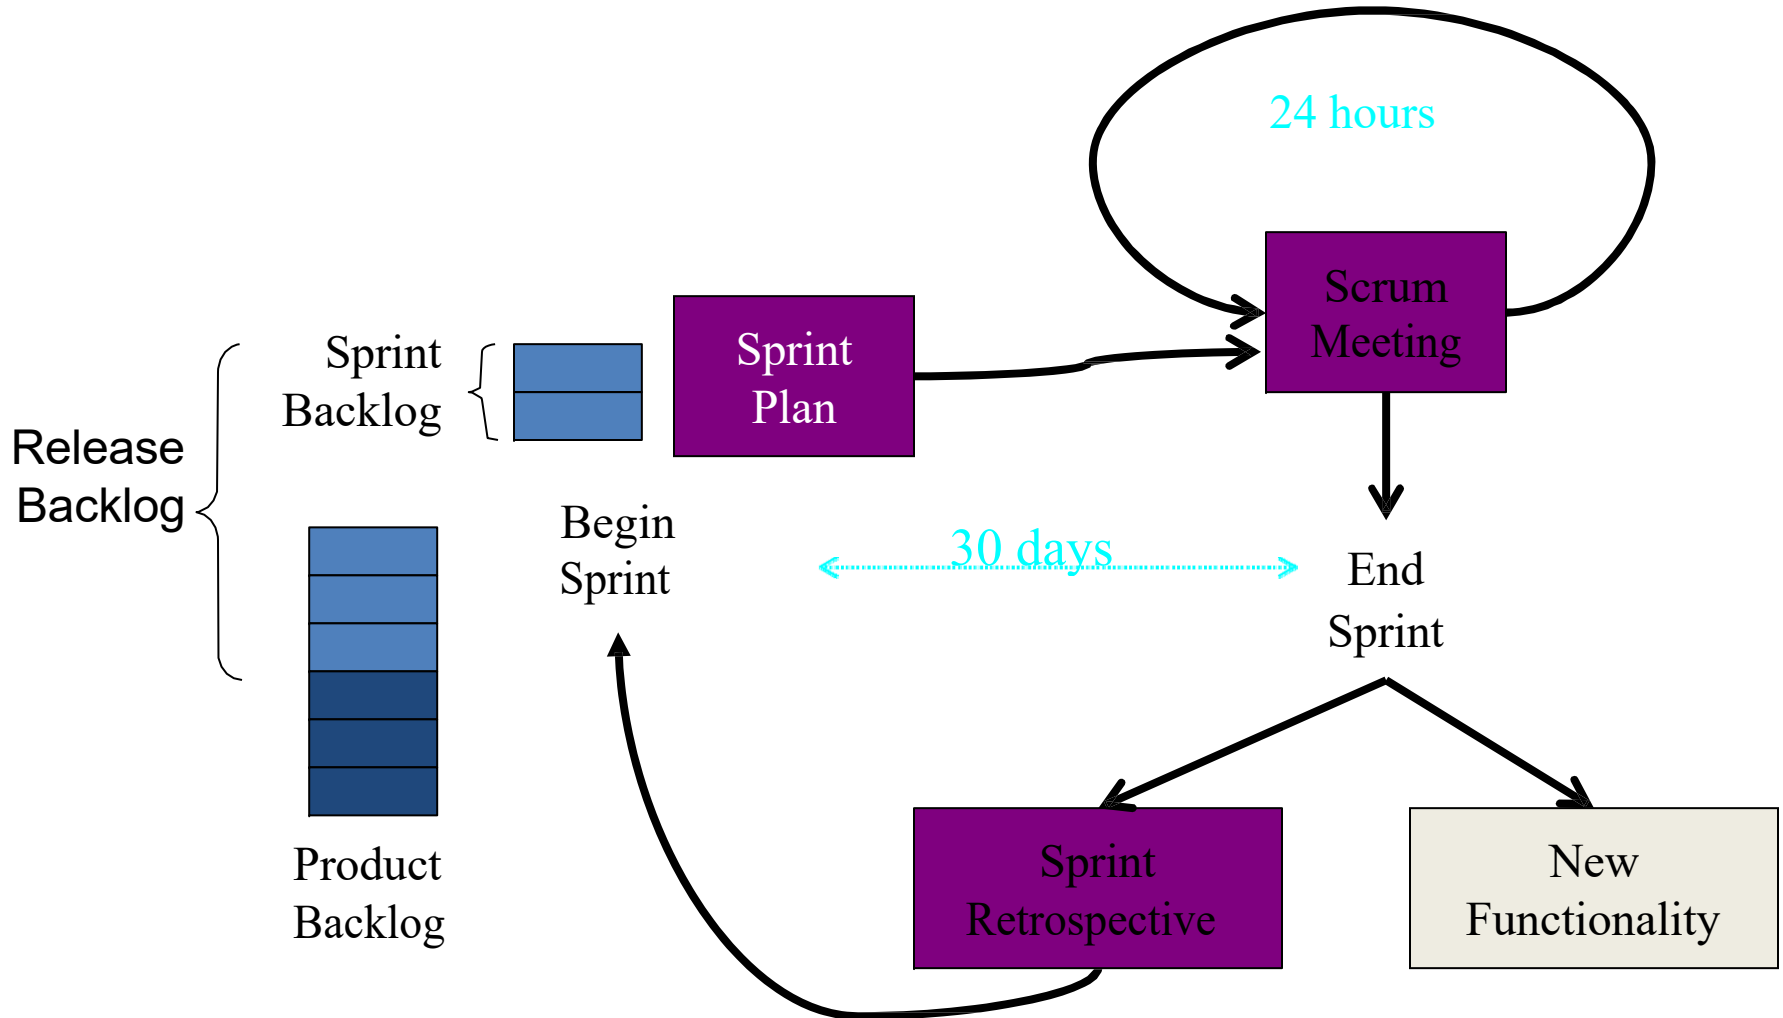 24 hours
Scrum
Meeting
Sprint
Plan
Sprint
Backlog
Release
Backlog
Begin
Sprint
30 days
End
Sprint
Product
Backlog
Sprint
Retrospective
New
Functionality